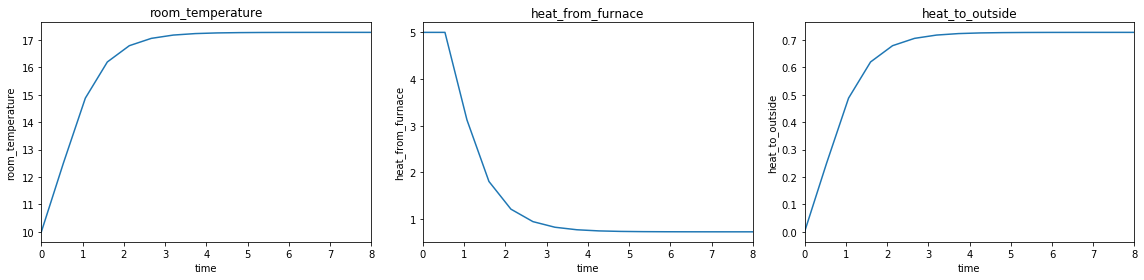 room_temperature
17
16
15
14
13
12
11
10
room_temperature
0 1 2 3 4 5 6 7 8
time
heat_from_furnace
5
4
3
2
1
heat_from_furnace
0 1 2 3 4 5 6 7 8
time
heat_to_outside
0.7
0.6
0.5
0.4
0.3
0.2
0.1
0.0
heat_to_outside
0 1 2 3 4 5 6 7 8
time